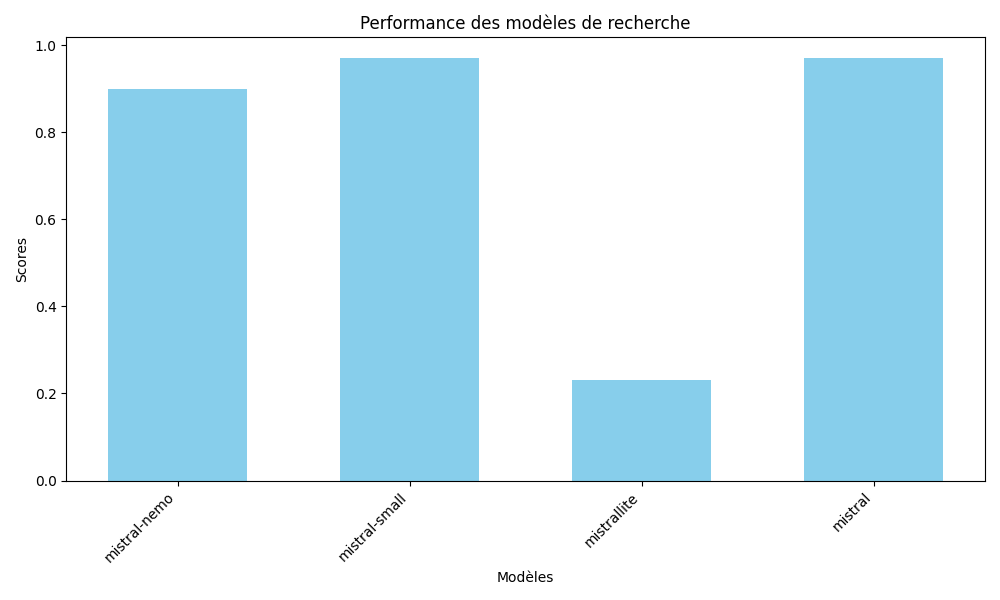 Performance des modèles de recherche
Scores
1.0
0.8
0.6
0.4
0.2
0.0
mistral-nemo
mistral-small
mistrallite
mistral
Modèles